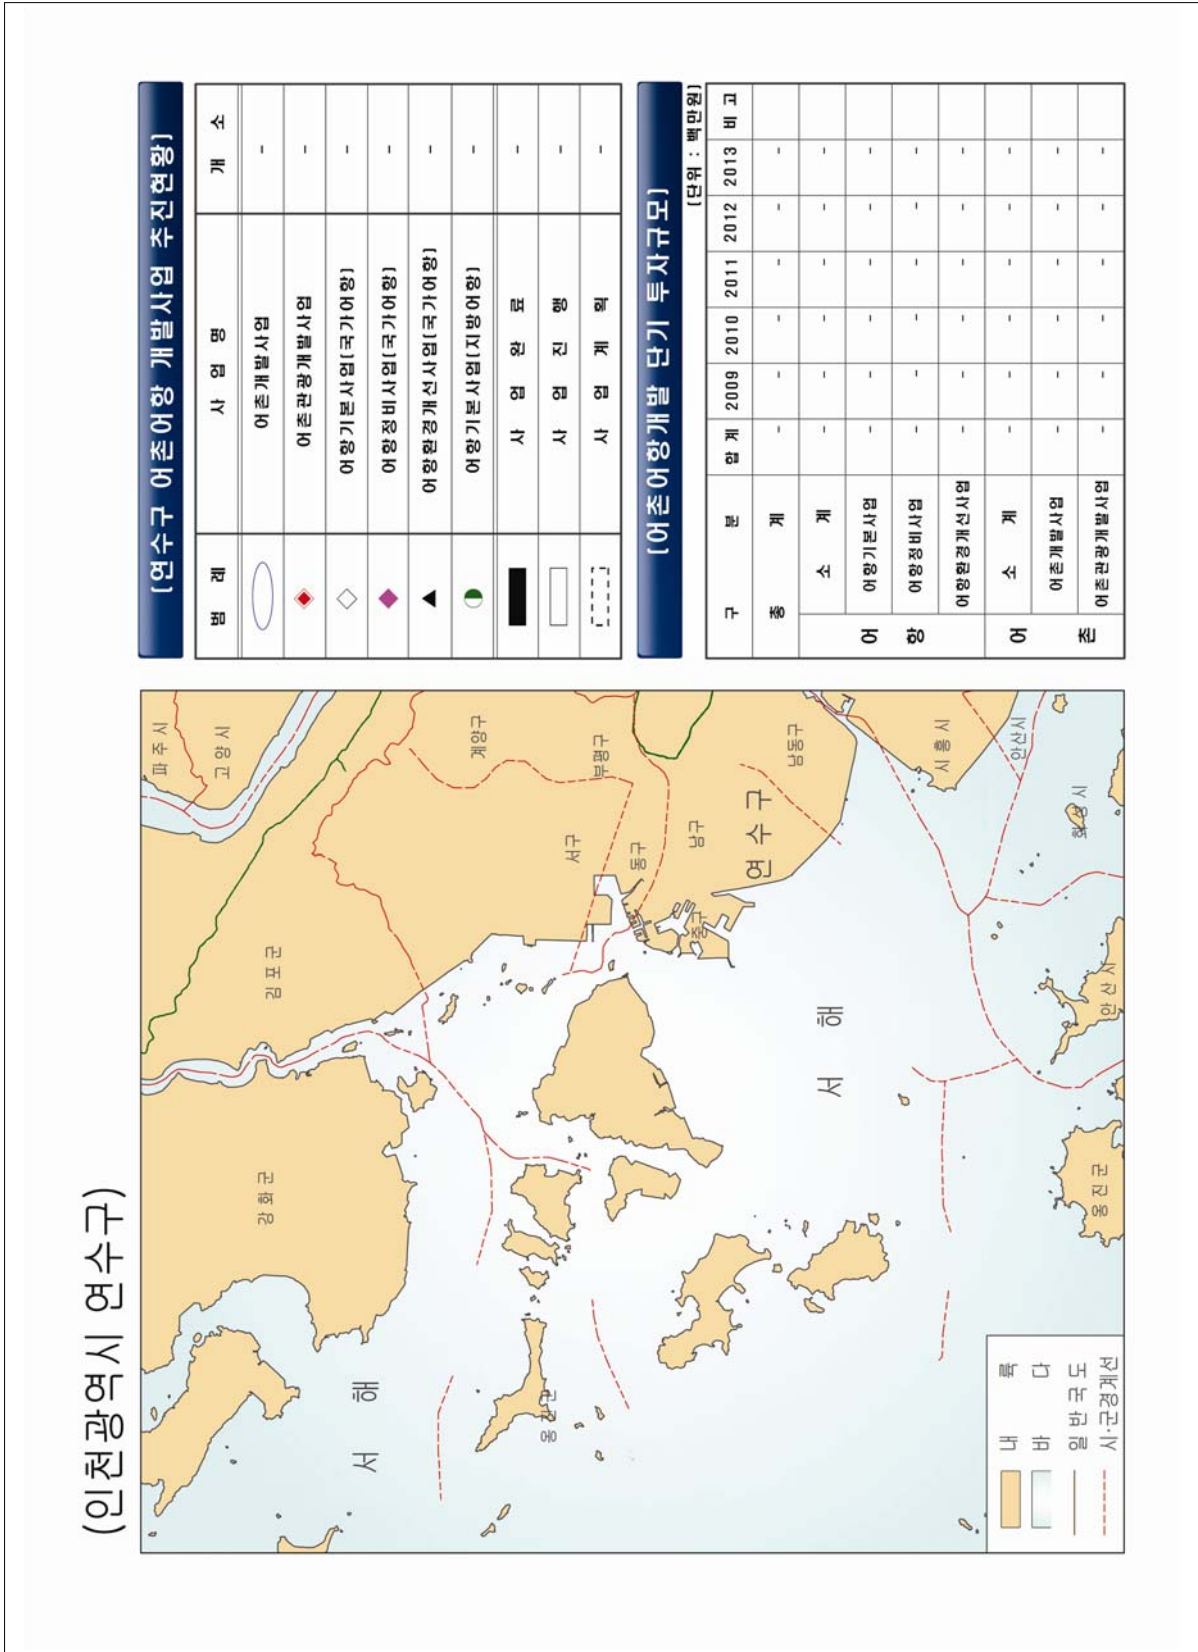 (인천광역시 연수구)
파주시
고양시
김포군
계양구
강화군
서구
부평구
동구
남구
중구
연수구
남동구
시흥시
안산시
화성시
안산시
옹진군
옹진군
서 해
서 해
내 륙
바 다
일반국도
시·군경계선
[연수구 어촌어항 개발사업 추진현황]
범 례 사 업 명 개 소
어촌개발사업 -
어촌관광개발사업 -
어항기본사업(국가어항) -
어항정비사업(국가어항) -
어항환경개선사업(국가어항) -
어항기본사업(지방어항) -
사 업 완 료 -
사 업 진 행 -
사 업 계 획 -
[어촌어항개발 단기 투자규모]
(단위 : 백만원)
구 분 합계 2009 2010 2011 2012 2013 비고
총 계 - - - - - -
어 항
소 계 - - - - - -
어항기본사업 - - - - - -
어항정비사업 - - - - - -
어항환경개선사업 - - - - - -
어 촌
소 계 - - - - - -
어촌개발사업 - - - - - -
어촌관광개발사업 - - - - - -